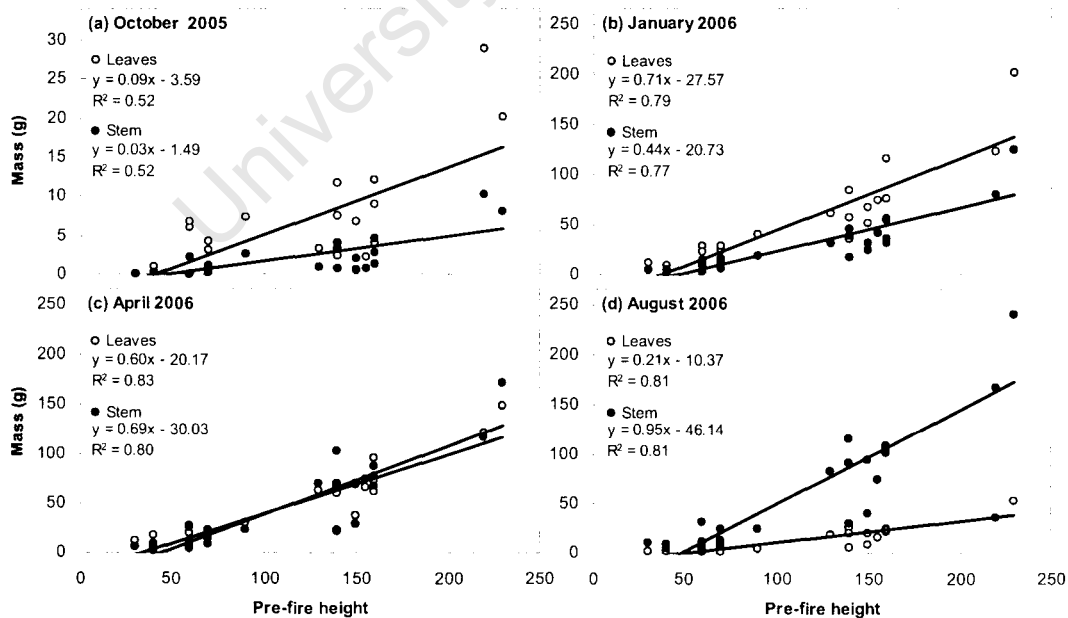 University
(a) October 2005
Leaves
y = 0.09x - 3.59
R² = 0.52
Stem
y = 0.03x - 1.49
R² = 0.52
Mass (g)
30
25
20
15
10
5
0
(b) January 2006
Leaves
y = 0.71x - 27.57
R² = 0.79
Stem
y = 0.44x - 20.73
R² = 0.77
250
200
150
100
50
0
(c) April 2006
Leaves
y = 0.60x - 20.17
R² = 0.83
Stem
y = 0.69x - 30.03
R² = 0.80
Mass (g)
250
200
150
100
50
0
0 50 100 150 200 250
Pre-fire height
(d) August 2006
Leaves
y = 0.21x - 10.37
R² = 0.81
Stem
y = 0.95x - 46.14
R² = 0.81
250
200
150
100
50
0
0 50 100 150 200 250
Pre-fire height